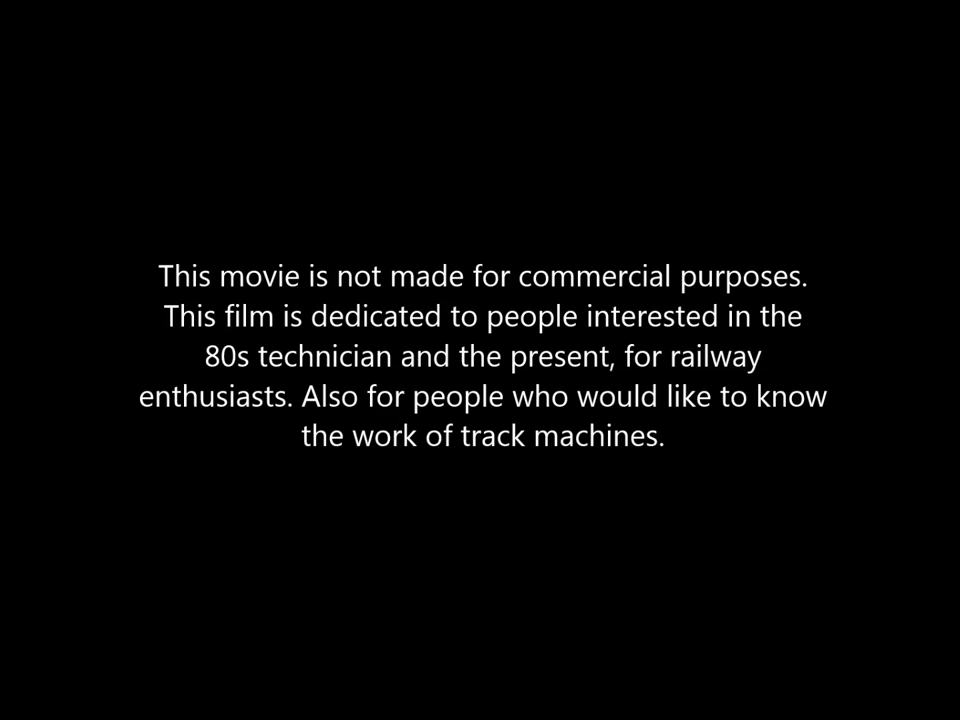 This movie is not made for commercial purposes.
This film is dedicated to people interested in the
80s technician and the present, for railway
enthusiasts. Also for people who would like to know
the work of track machines.